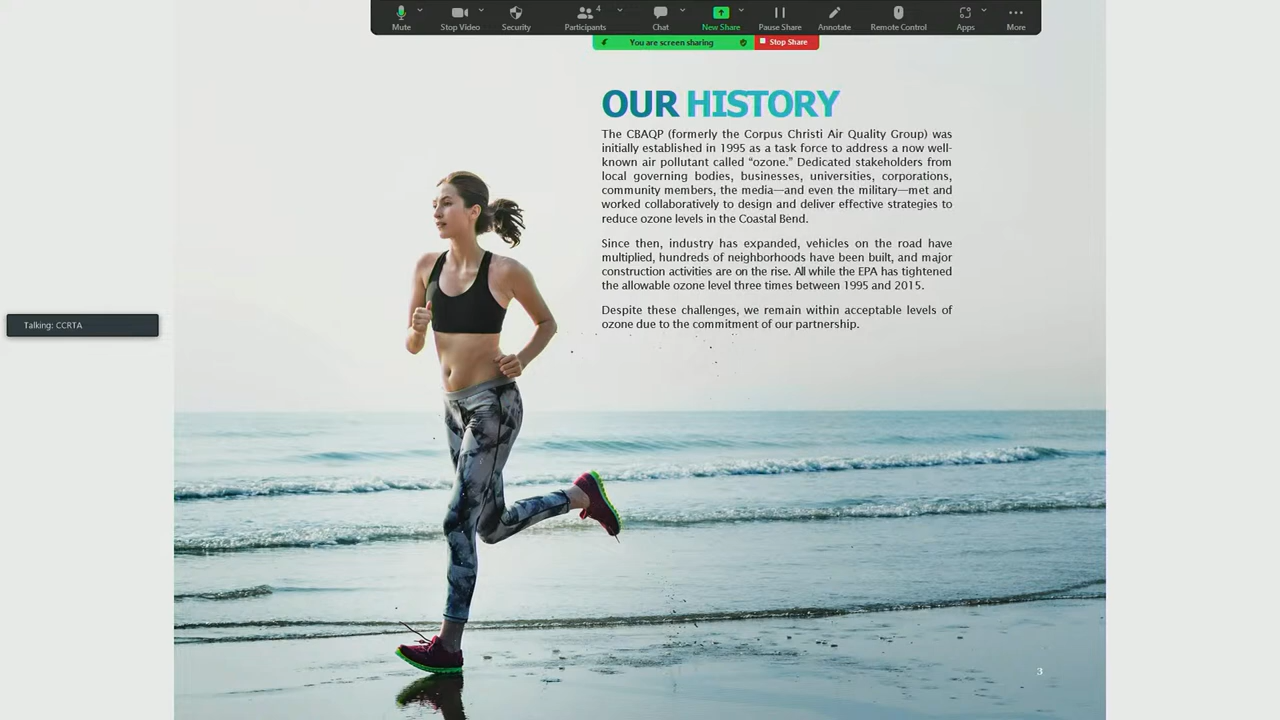 Mute
Stop Video
Security
Participants
4
Chat
New Share
Pause Share
Annotate
Remote Control
Apps
More
You are screen sharing
Stop Share
OUR HISTORY
The CBAQP (formerly the Corpus Christi Air Quality Group) was
initially established in 1995 as a task force to address a now well-
known air pollutant called “ozone.” Dedicated stakeholders from
local governing bodies, businesses, universities, corporations,
community members, the media—and even the military—met and
worked collaboratively to design and deliver effective strategies to
reduce ozone levels in the Coastal Bend.
Since then, industry has expanded, vehicles on the road have
multiplied, hundreds of neighborhoods have been built, and major
construction activities are on the rise. All while the EPA has tightened
the allowable ozone level three times between 1995 and 2015.
Despite these challenges, we remain within acceptable levels of
ozone due to the commitment of our partnership.
Talking: CCRTA
3